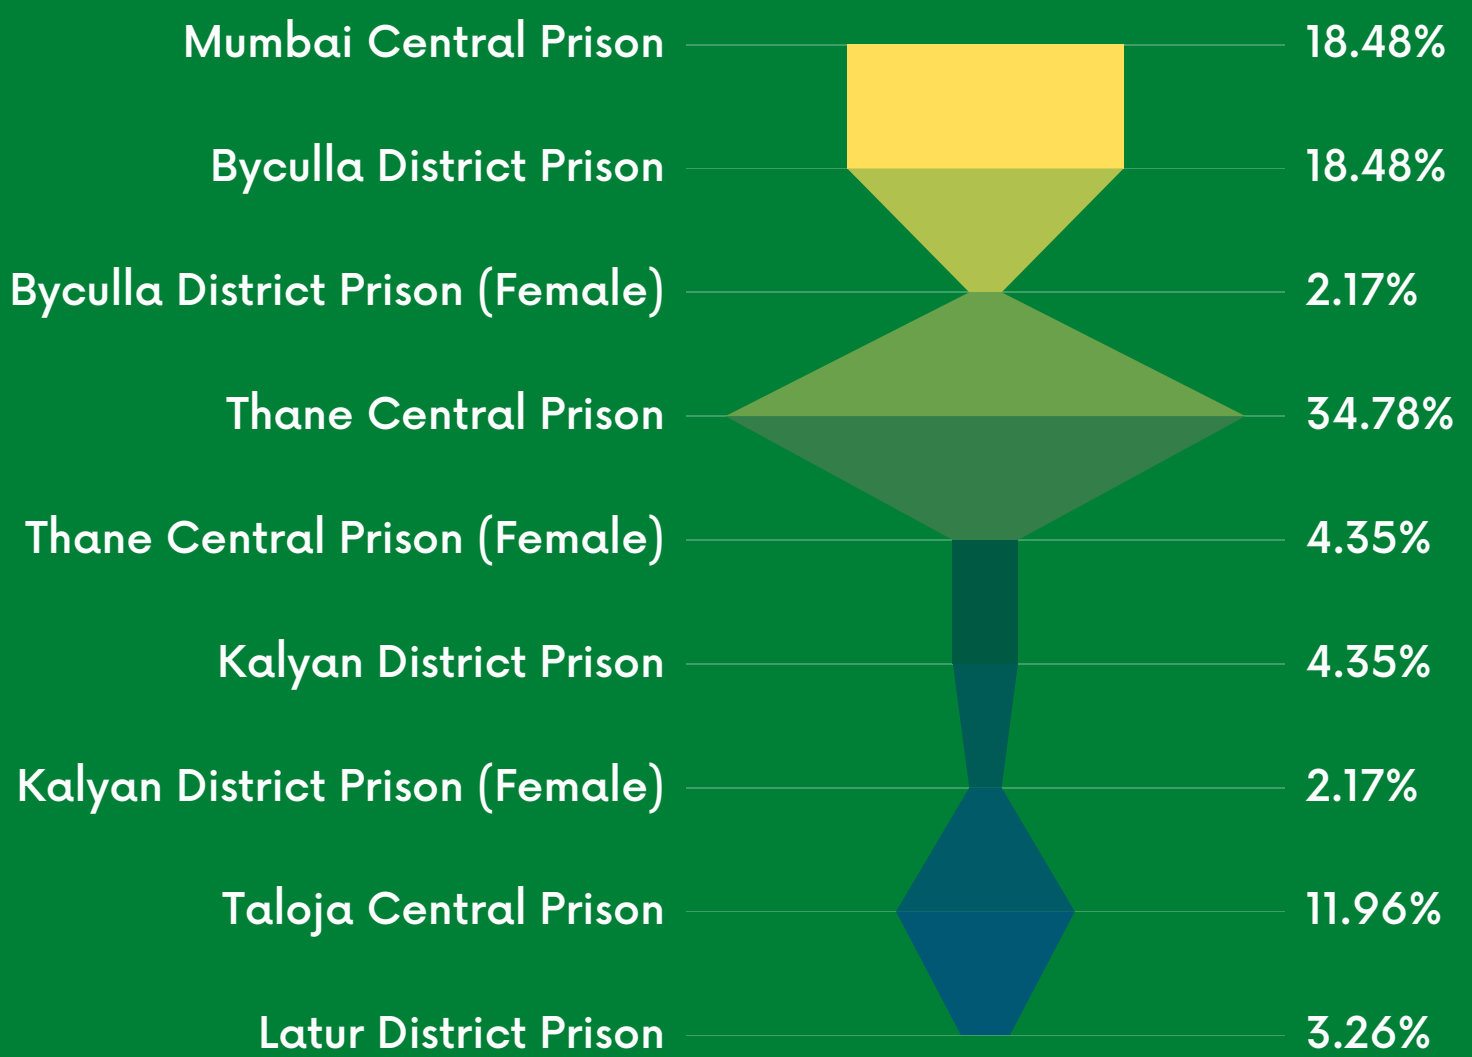 Mumbai Central Prison 18.48%
Byculla District Prison 18.48%
Byculla District Prison (Female) 2.17%
Thane Central Prison 34.78%
Thane Central Prison (Female) 4.35%
Kalyan District Prison 4.35%
Kalyan District Prison (Female) 2.17%
Taloja Central Prison 11.96%
Latur District Prison 3.26%